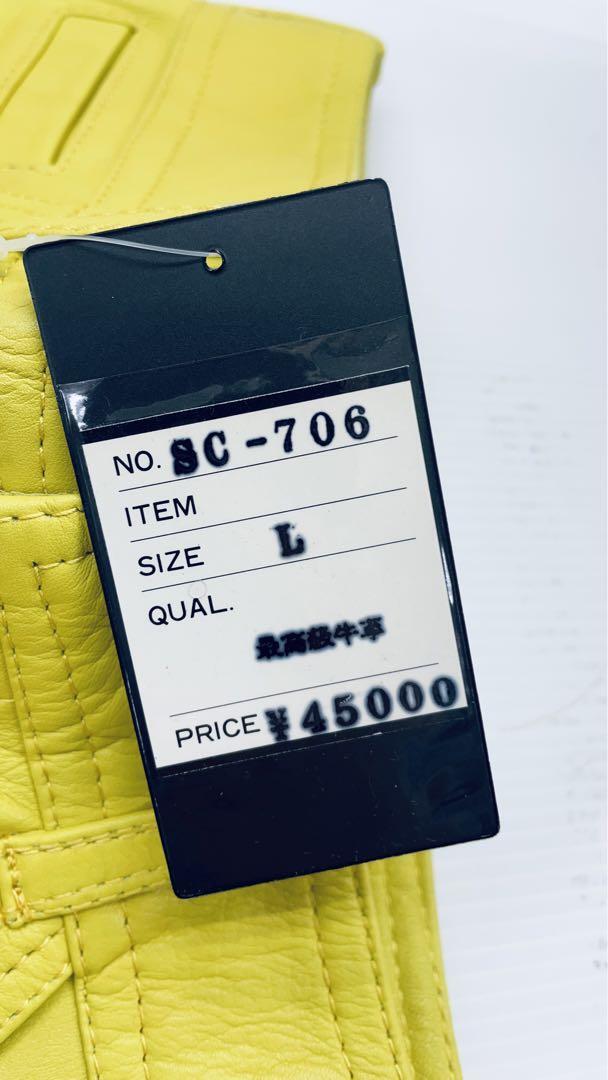 NO. SC-706
ITEM
SIZE L
QUAL.
最高級牛革
PRICE ¥45000